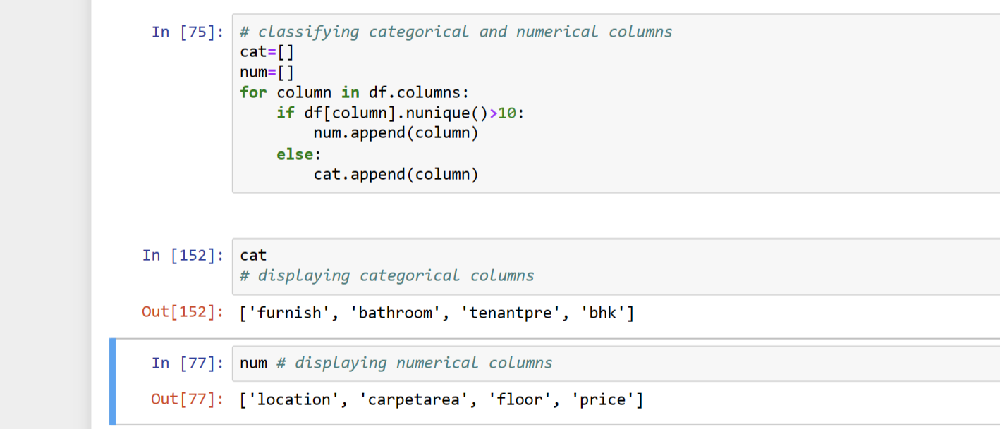 In [75]: # classifying categorical and numerical columns
cat=[]
num=[]
for column in df.columns:
    if df[column].nunique()>10:
        num.append(column)
    else:
        cat.append(column)
In [152]: cat
# displaying categorical columns
Out[152]: ['furnish', 'bathroom', 'tenantpre', 'bhk']
In [77]: num # displaying numerical columns
Out[77]: ['location', 'carpetarea', 'floor', 'price']